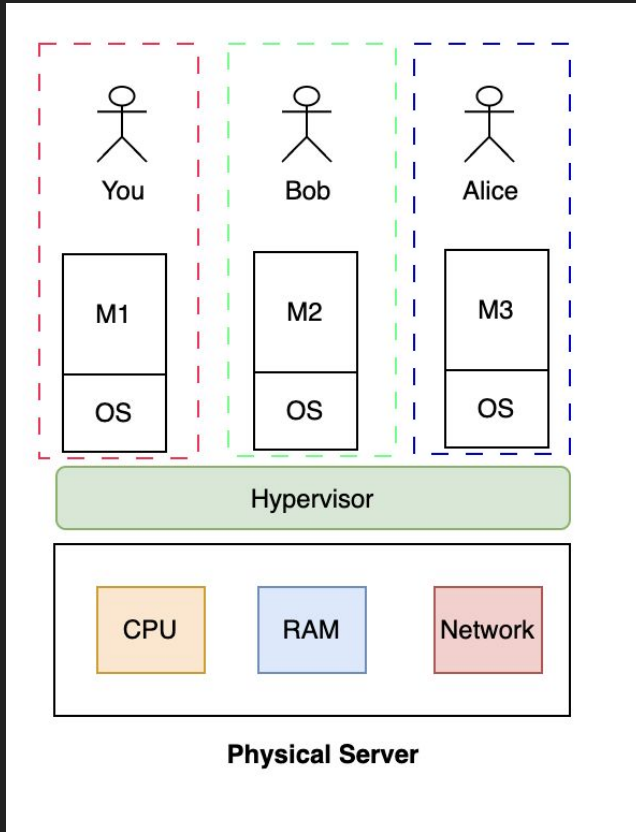 You
Bob
Alice
M1
M2
M3
OS
OS
OS
Hypervisor
CPU
RAM
Network
Physical Server